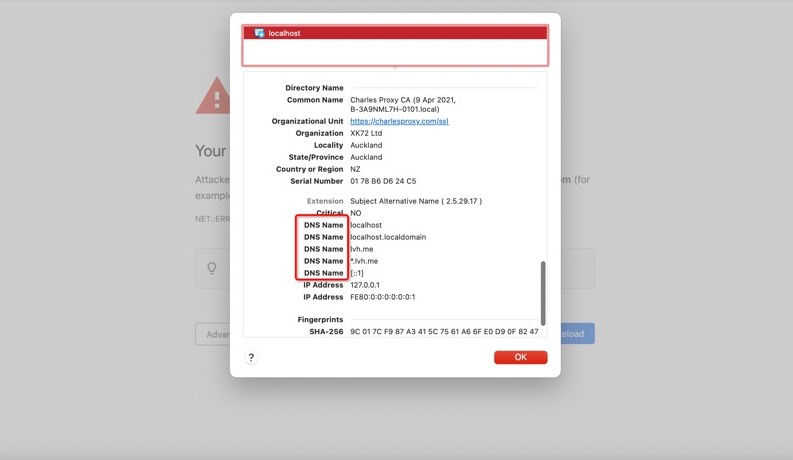 localhost
Directory Name
Common Name Charles Proxy CA (9 Apr 2021,
B-3A9NML7H-0101.local)
Organizational Unit https://charlesproxy.com/ssl
Organization XK72 Ltd
Locality Auckland
State/Province Auckland
Country or Region NZ
Serial Number 01 78 B6 D6 24 C5
Extension Subject Alternative Name ( 2.5.29.17 )
Critical NO
DNS Name localhost
DNS Name localhost.localdomain
DNS Name lvh.me
DNS Name *.lvh.me
DNS Name [::1]
IP Address 127.0.0.1
IP Address FE80:0:0:0:0:0:0:1
Fingerprints
SHA-256 9C 01 7C F9 87 A3 41 5C 75 61 A6 6F E0 D9 0F 82 47
? OK
Your
Attacke m (for
example
NET::ERR
Advan eload